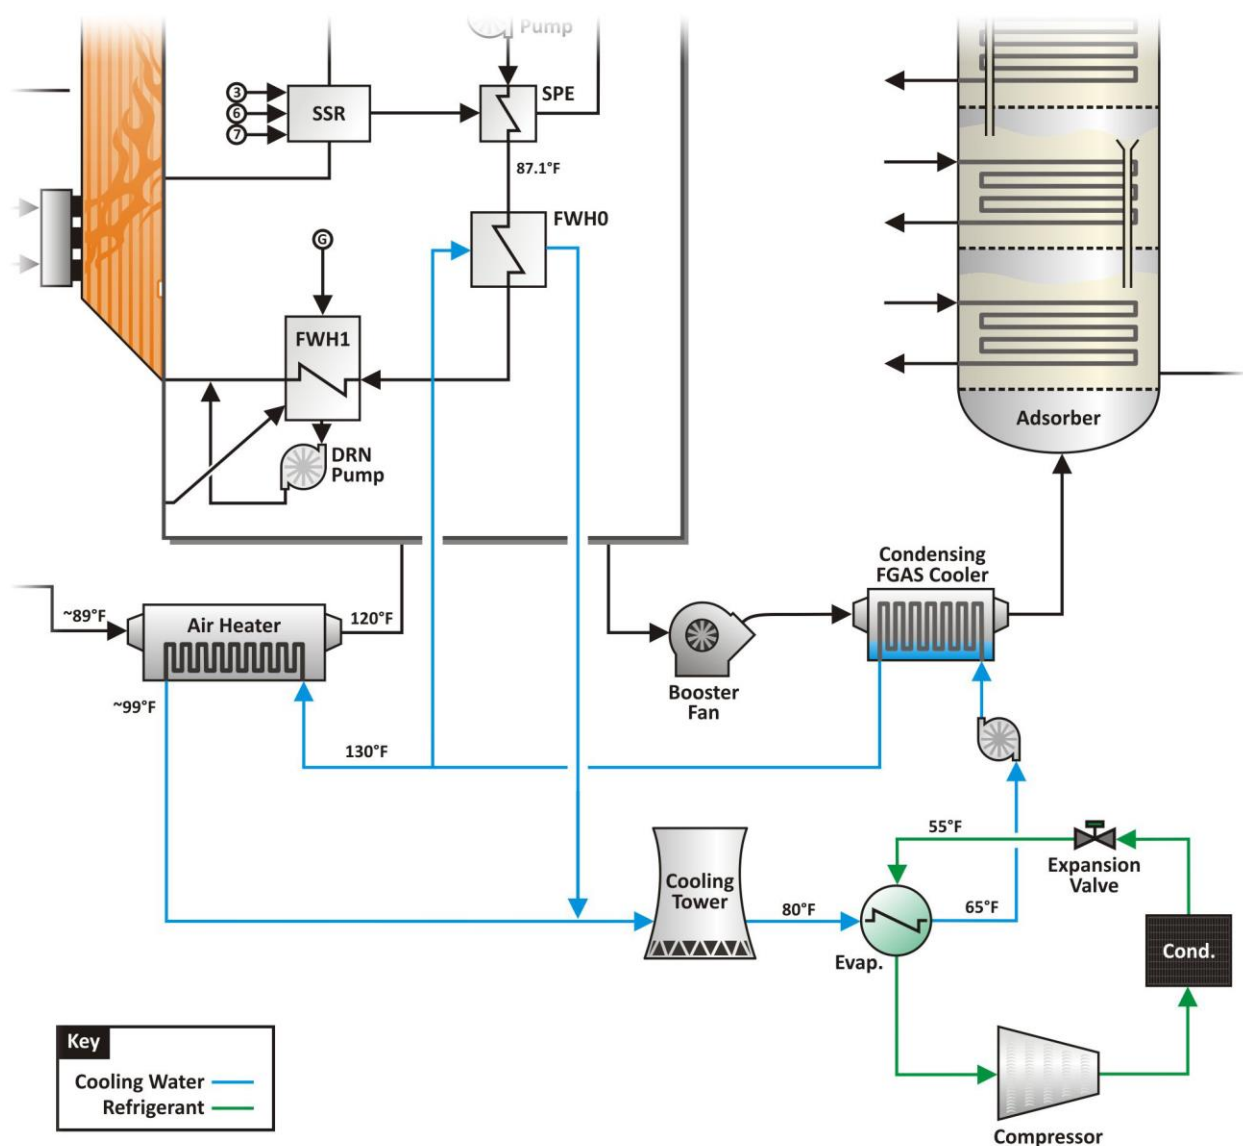 Pump
SPE
3
6
7
SSR
87.1°F
FWH0
G
FWH1
DRN
Pump
Adsorber
Condensing
FGAS Cooler
~89°F
Air Heater
120°F
~99°F
130°F
Booster
Fan
55°F
Expansion
Valve
Cooling
Tower
80°F
65°F
Evap.
Cond.
Key
Cooling Water
Refrigerant
Compressor